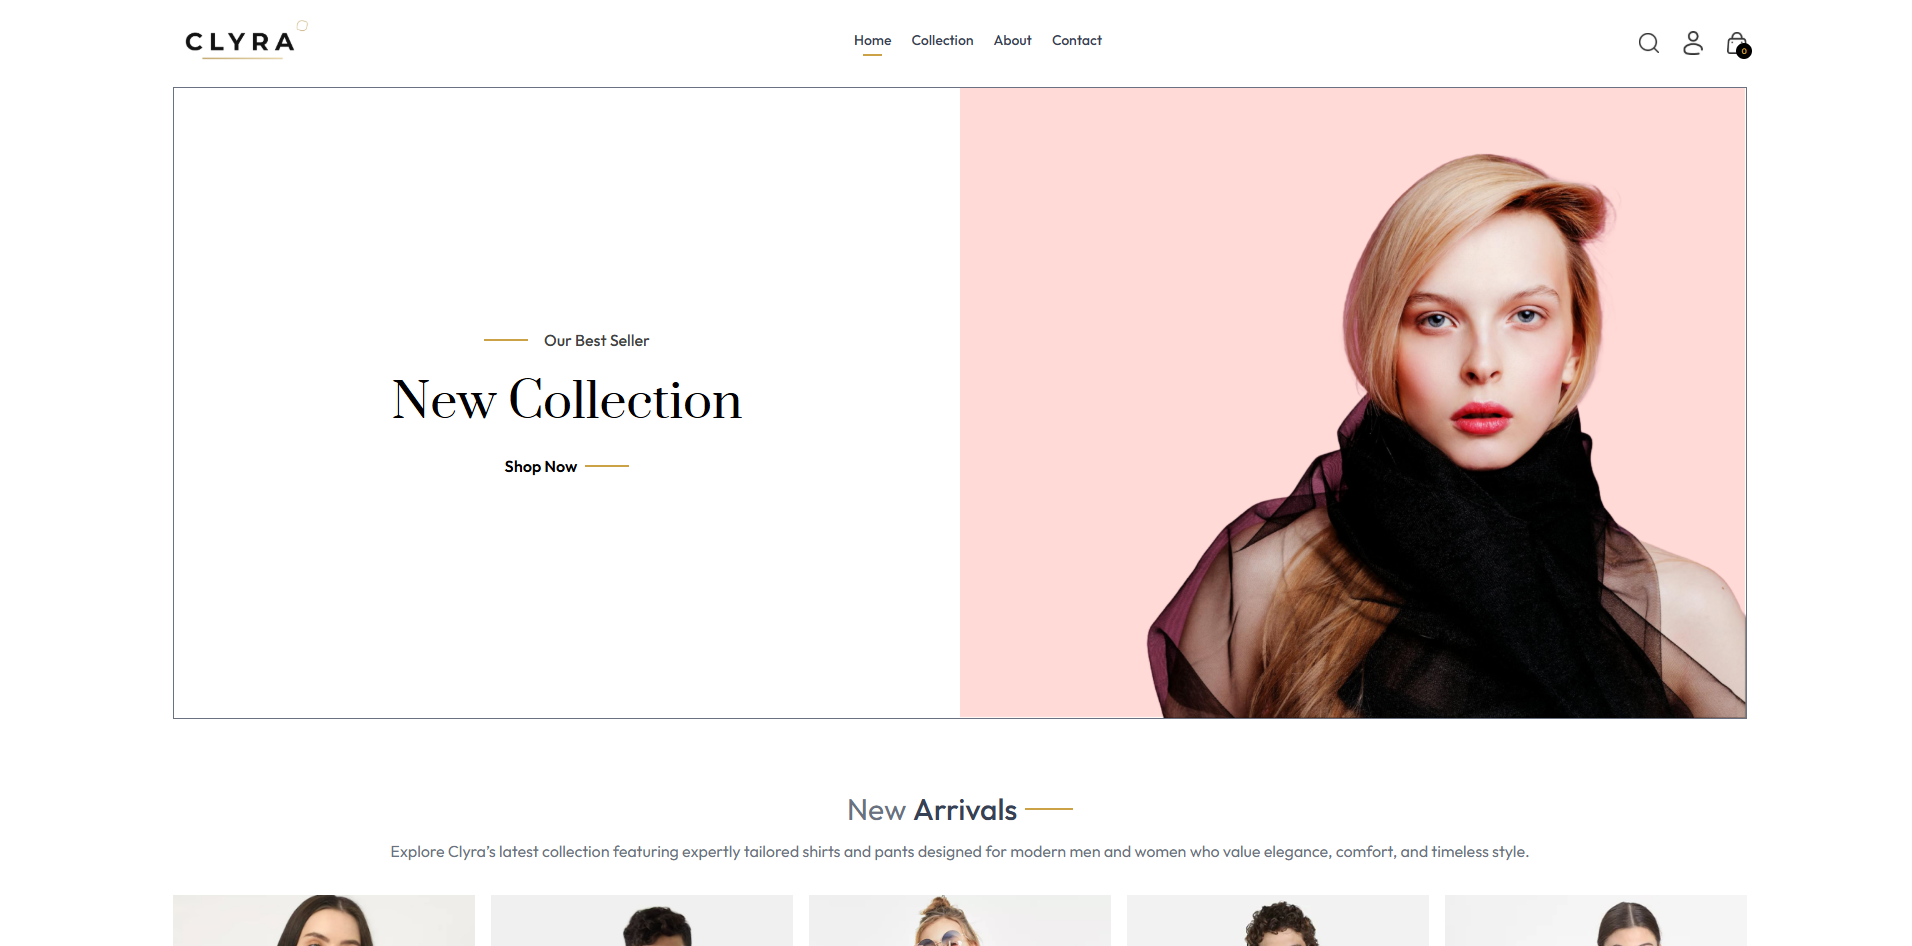 CLYRA
Home Collection About Contact
0
Our Best Seller
New Collection
Shop Now
New Arrivals
Explore Clyra’s latest collection featuring expertly tailored shirts and pants designed for modern men and women who value elegance, comfort, and timeless style.